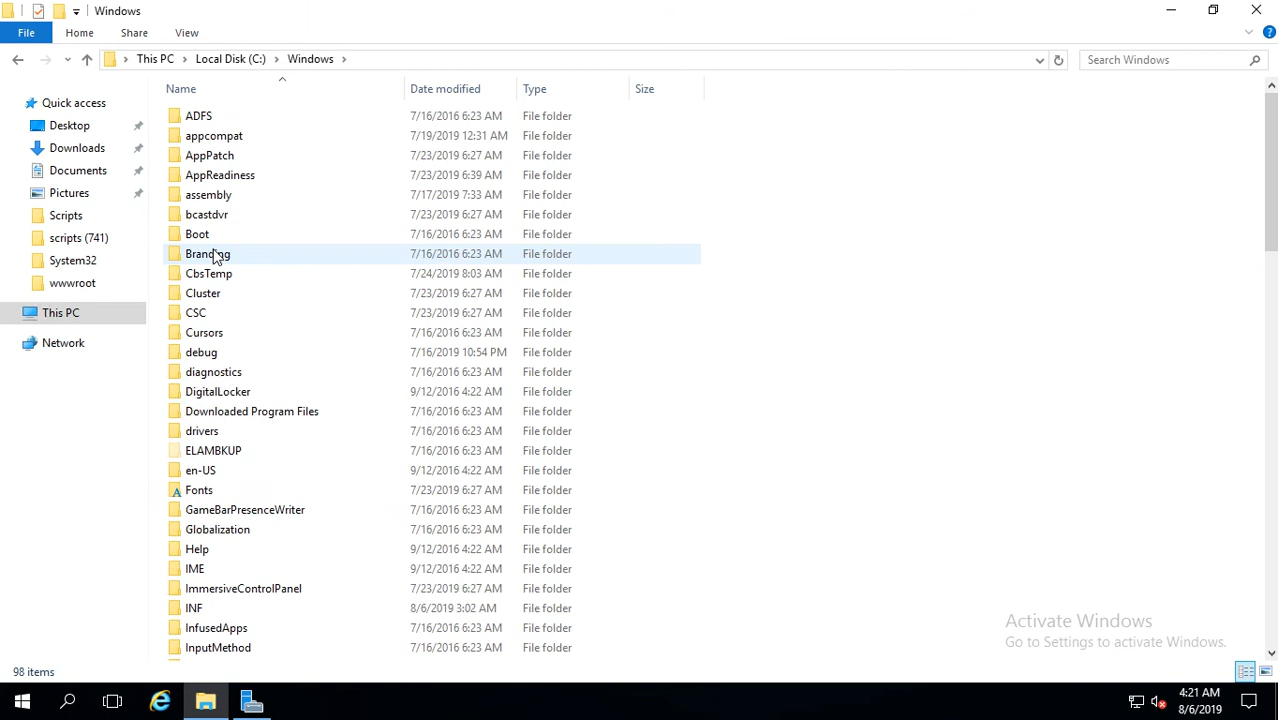 Windows
File Home Share View
This PC Local Disk (C:) Windows Search Windows
Quick access
Desktop
Downloads
Documents
Pictures
Scripts
scripts (741)
System32
wwwroot
This PC
Network
Name Date modified Type Size
ADFS 7/16/2016 6:23 AM File folder
appcompat 7/19/2019 12:31 AM File folder
AppPatch 7/23/2019 6:27 AM File folder
AppReadiness 7/23/2019 6:39 AM File folder
assembly 7/17/2019 7:33 AM File folder
bcastdvr 7/23/2019 6:27 AM File folder
Boot 7/16/2016 6:23 AM File folder
Branding 7/16/2016 6:23 AM File folder
CbsTemp 7/24/2019 8:03 AM File folder
Cluster 7/23/2019 6:27 AM File folder
CSC 7/23/2019 6:27 AM File folder
Cursors 7/16/2016 6:23 AM File folder
debug 7/16/2019 10:54 PM File folder
diagnostics 7/16/2016 6:23 AM File folder
DigitalLocker 9/12/2016 4:22 AM File folder
Downloaded Program Files 7/16/2016 6:23 AM File folder
drivers 7/16/2016 6:23 AM File folder
ELAMBKUP 7/16/2016 6:23 AM File folder
en-US 9/12/2016 4:22 AM File folder
Fonts 7/23/2019 6:27 AM File folder
GameBarPresenceWriter 7/16/2016 6:23 AM File folder
Globalization 7/16/2016 6:23 AM File folder
Help 9/12/2016 4:22 AM File folder
IME 9/12/2016 4:22 AM File folder
ImmersiveControlPanel 7/23/2019 6:27 AM File folder
INF 8/6/2019 3:02 AM File folder
InfusedApps 7/16/2016 6:23 AM File folder
InputMethod 7/16/2016 6:23 AM File folder
Activate Windows
Go to Settings to activate Windows.
98 items
4:21 AM
8/6/2019